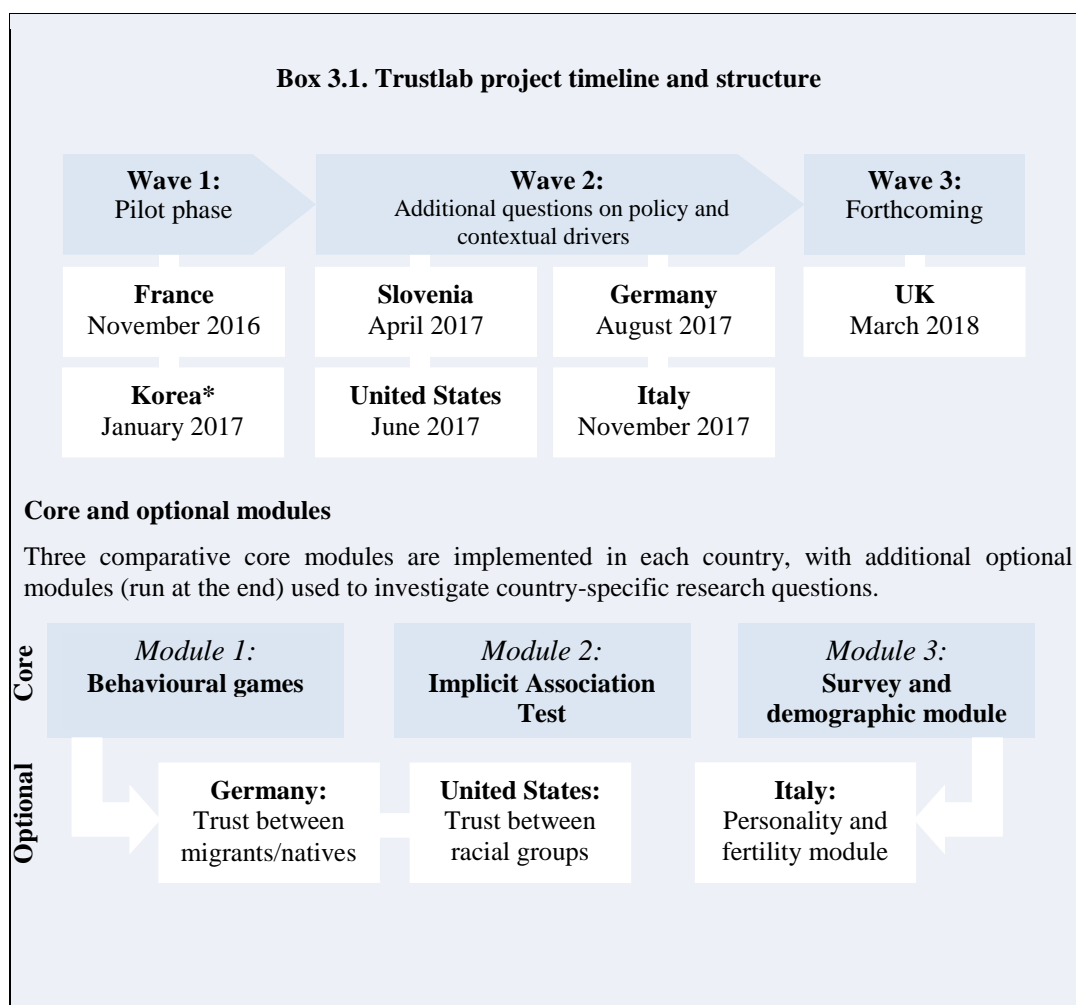 Box 3.1. Trustlab project timeline and structure
Wave 1:
Pilot phase
Wave 2:
Additional questions on policy and
contextual drivers
Wave 3:
Forthcoming
France
November 2016
Slovenia
April 2017
Germany
August 2017
UK
March 2018
Korea*
January 2017
United States
June 2017
Italy
November 2017
Core and optional modules
Three comparative core modules are implemented in each country, with additional optional
modules (run at the end) used to investigate country-specific research questions.
Core
Module 1:
Behavioural games
Module 2:
Implicit Association
Test
Module 3:
Survey and
demographic module
Optional
Germany:
Trust between
migrants/natives
United States:
Trust between
racial groups
Italy:
Personality and
fertility module